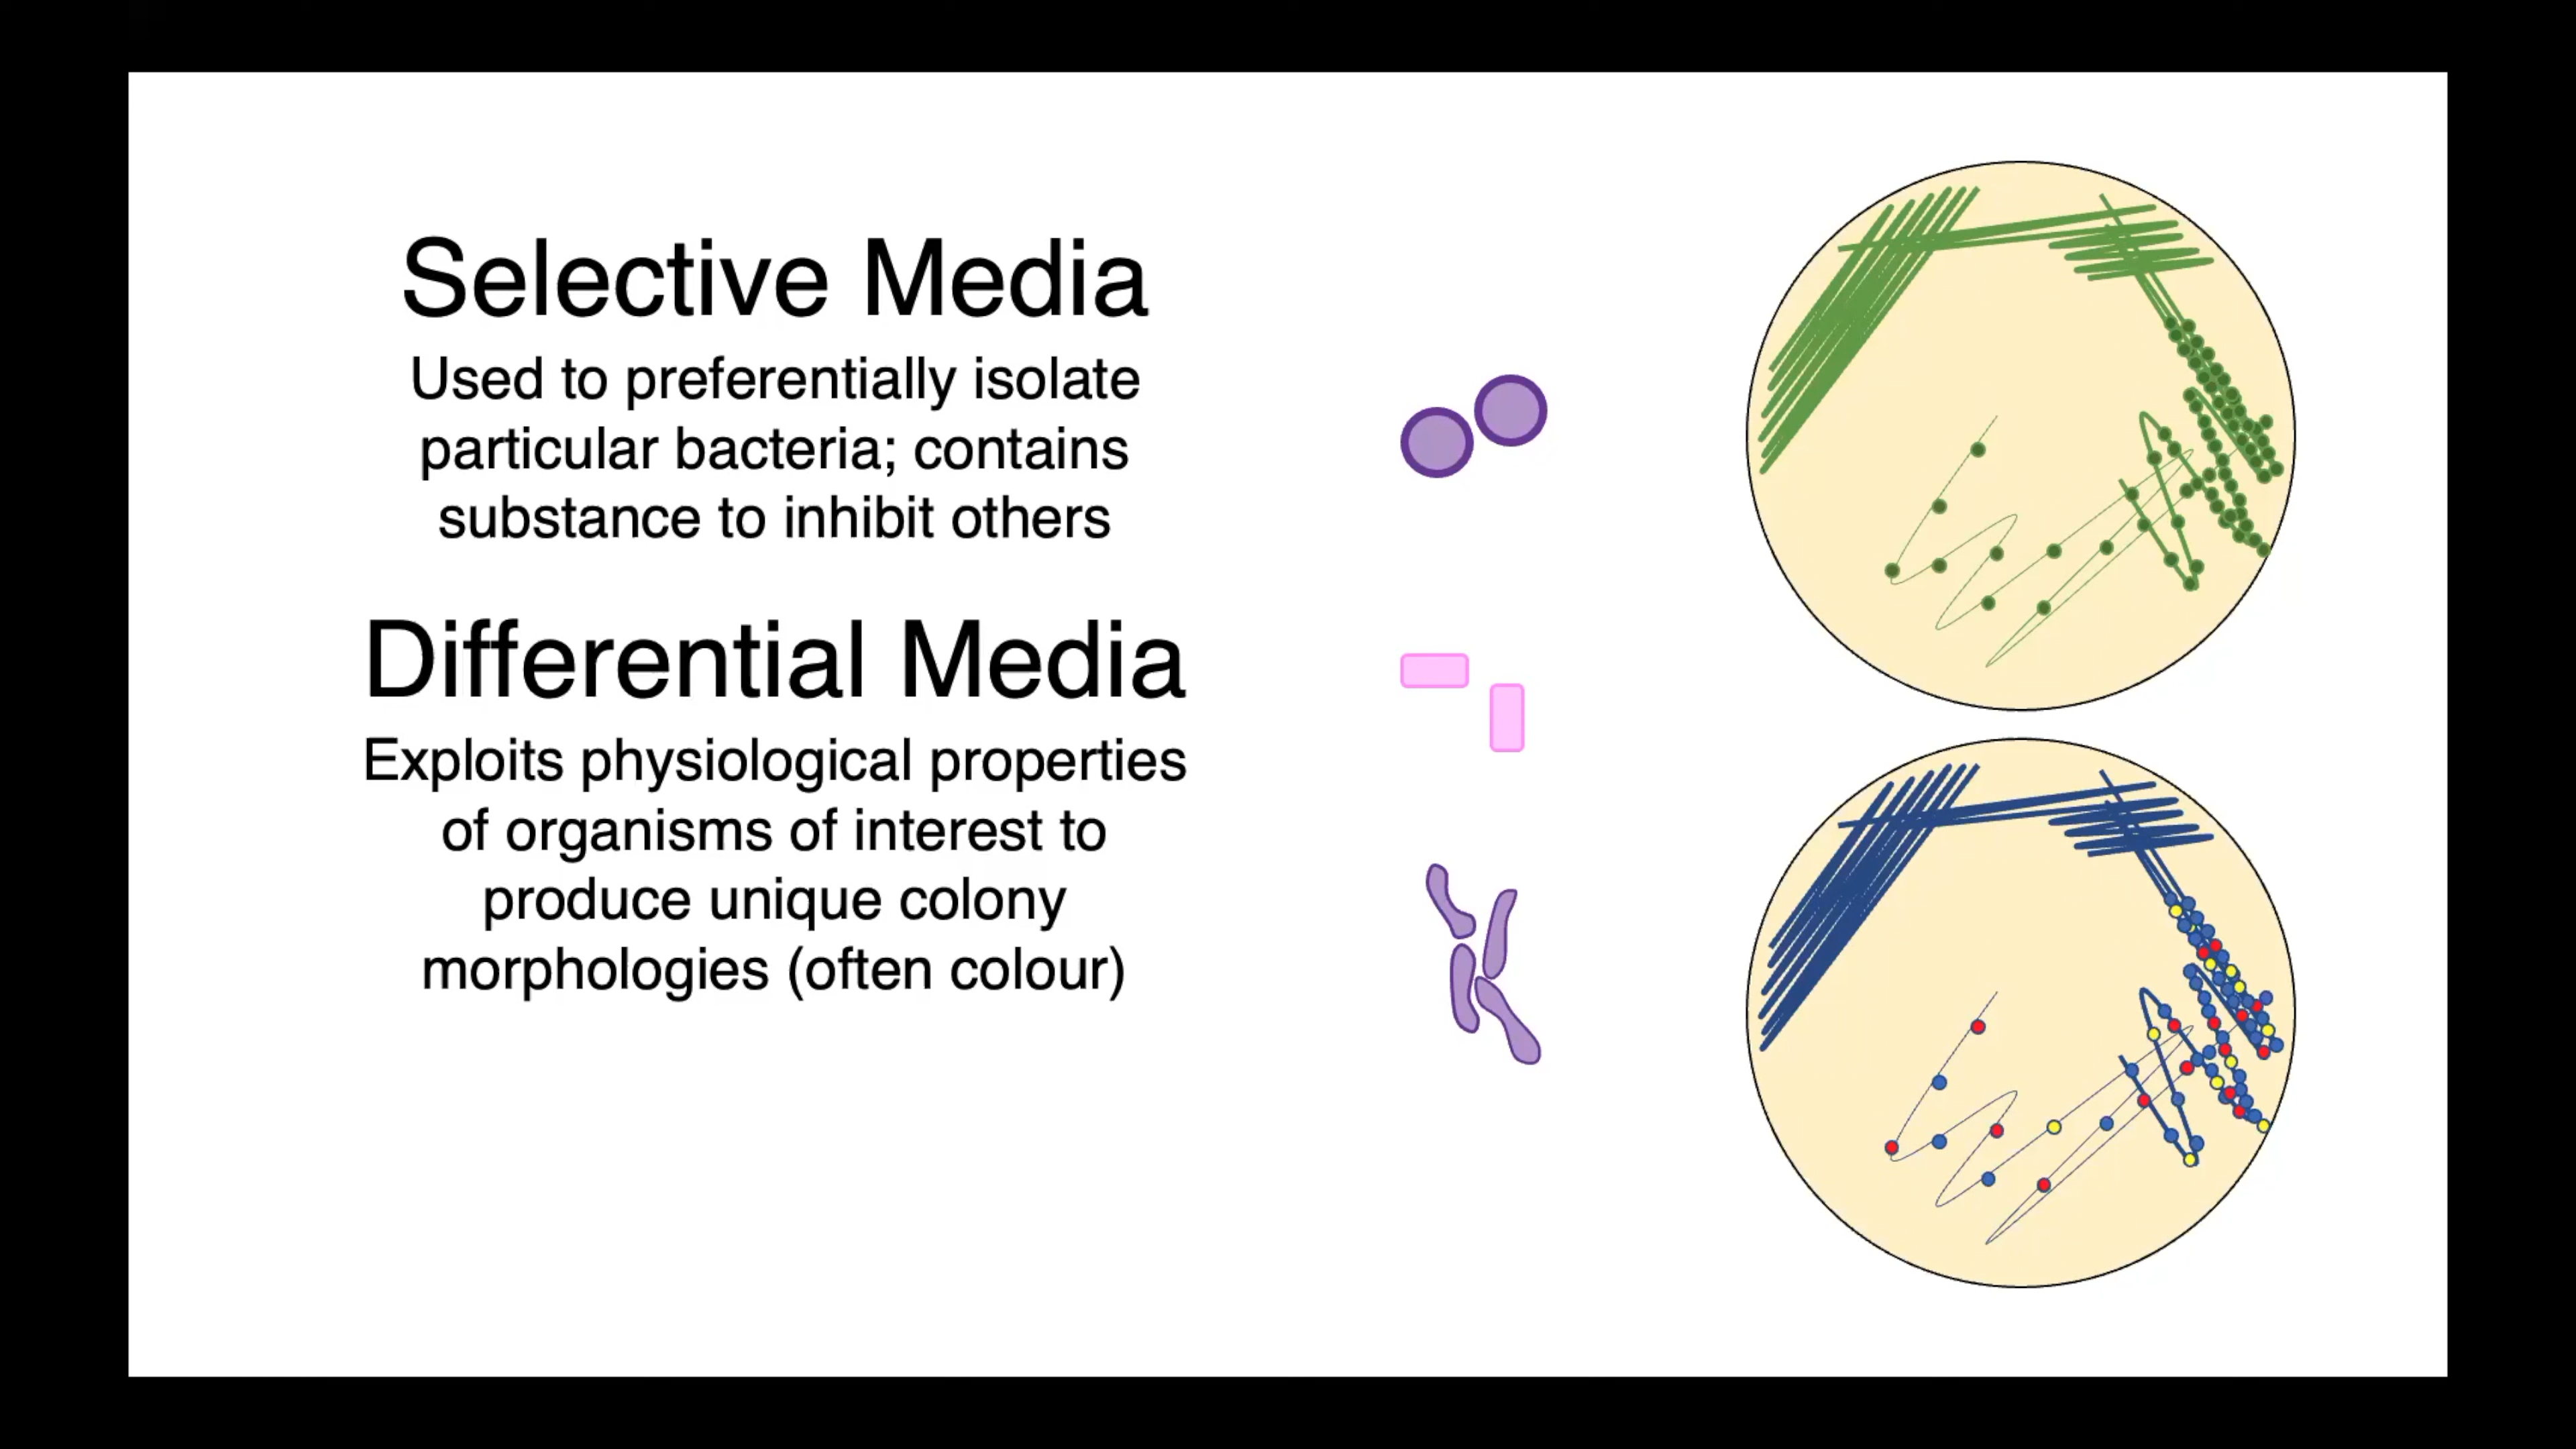 Selective Media
Used to preferentially isolate
particular bacteria; contains
substance to inhibit others
Differential Media
Exploits physiological properties
of organisms of interest to
produce unique colony
morphologies (often colour)